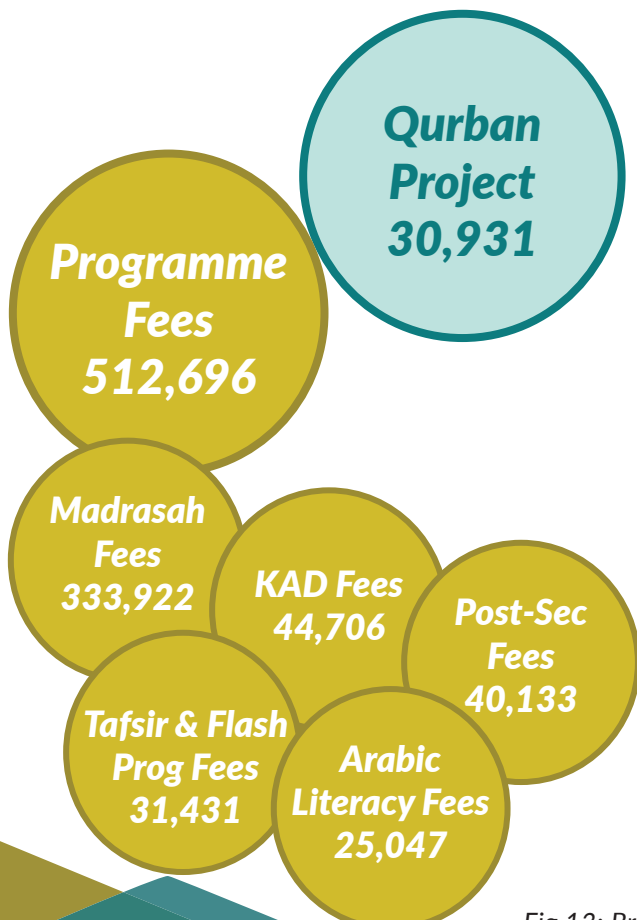 Qurban
Project
30,931
Programme
Fees
512,696
Madrasah
Fees
333,922
KAD Fees
44,706
Post-Sec
Fees
40,133
Tafsir & Flash
Prog Fees
31,431
Arabic
Literacy Fees
25,047